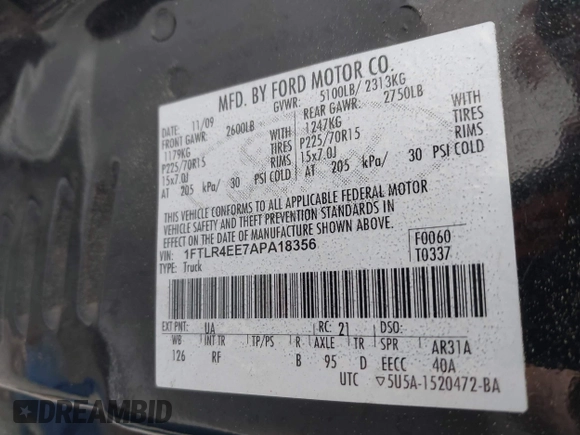 MFD. BY FORD MOTOR CO.
DATE: 11/09 GVWR: 5100LB/ 2313KG
FRONT GAWR: 2600LB REAR GAWR: 2750LB
1179KG WITH 1247KG WITH
P225/70R15 TIRES P225/70R15 TIRES
15x7.0J RIMS 15x7.0J RIMS
AT 205 kPa/ 30 PSI COLD AT 205 kPa/ 30 PSI COLD
THIS VEHICLE CONFORMS TO ALL APPLICABLE FEDERAL MOTOR
VEHICLE SAFETY AND THEFT PREVENTION STANDARDS IN
EFFECT ON THE DATE OF MANUFACTURE SHOWN ABOVE.
VIN: 1FTLR4EE7APA18356 F0060
TYPE: Truck T0337
EXT PNT: UA RC: 21 DSO:
WB INT TR TP/PS R AXLE TR SPR AR31A
126 RF B 95 D EECC 40A
UTC ▽5U5A-1520472-BA
DREAMBID